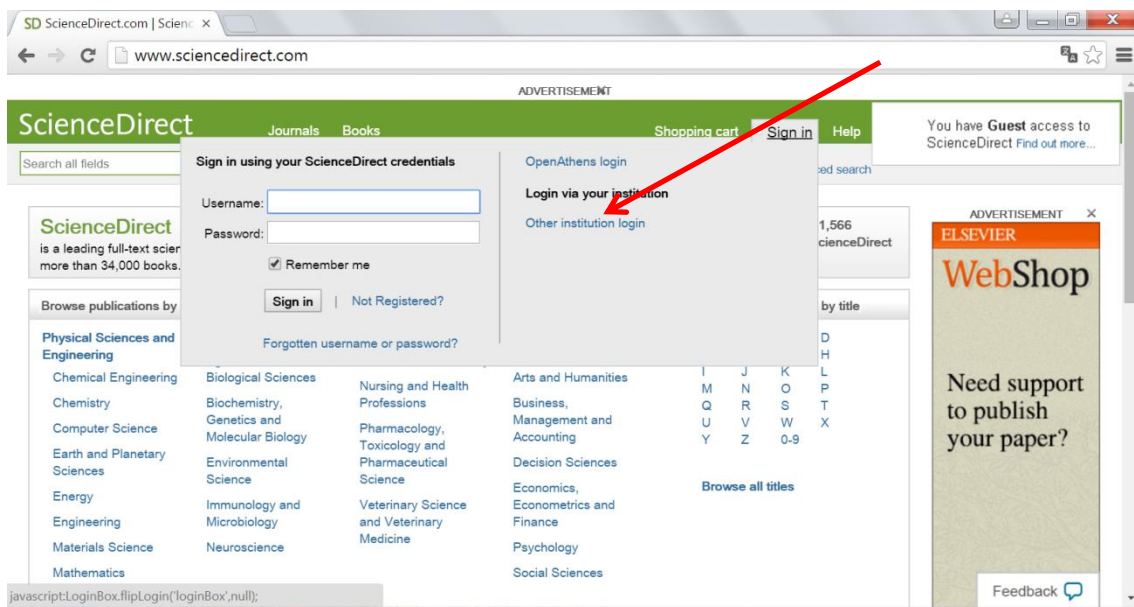 SD ScienceDirect.com | Scienc ×
www.sciencedirect.com
ADVERTISEMENT
ScienceDirect
Journals Books
Shopping cart Sign in Help
You have Guest access to
ScienceDirect Find out more...
Search all fields
ced search
Sign in using your ScienceDirect credentials
Username:
Password:
Remember me
Sign in | Not Registered?
Forgotten username or password?
OpenAthens login
Login via your institution
Other institution login
ScienceDirect
is a leading full-text scien
more than 34,000 books.
1,566
cienceDirect
Browse publications by
by title
Physical Sciences and
Engineering
Chemical Engineering
Chemistry
Computer Science
Earth and Planetary
Sciences
Energy
Engineering
Materials Science
Mathematics
Biological Sciences
Biochemistry,
Genetics and
Molecular Biology
Environmental
Science
Immunology and
Microbiology
Neuroscience
Nursing and Health
Professions
Pharmacology,
Toxicology and
Pharmaceutical
Science
Veterinary Science
and Veterinary
Medicine
Arts and Humanities
Business,
Management and
Accounting
Decision Sciences
Economics,
Econometrics and
Finance
Psychology
Social Sciences
D
H
I J K L
M N O P
Q R S T
U V W X
Y Z 0-9
Browse all titles
ADVERTISEMENT ×
ELSEVIER
WebShop
Need support
to publish
your paper?
Feedback
javascript:LoginBox.flipLogin('loginBox',null);